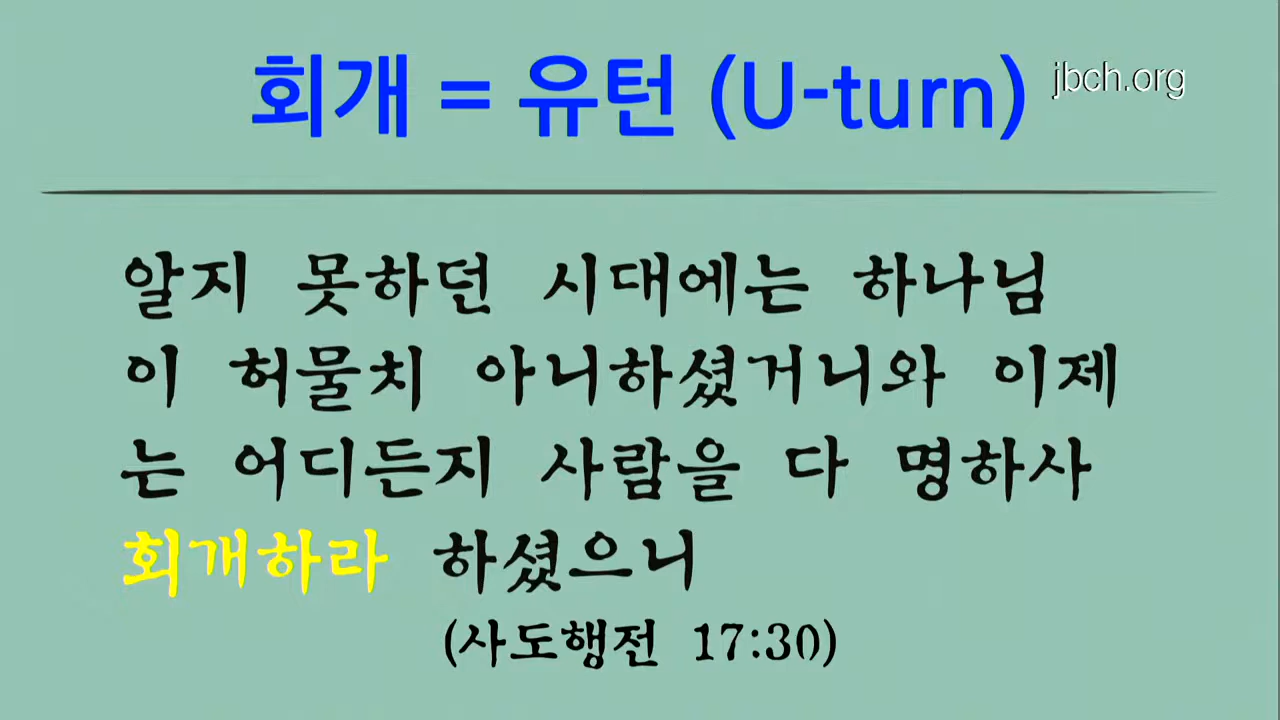 회개 = 유턴 (U-turn)
jbch.org
알지 못하던 시대에는 하나님
이 허물치 아니하셨거니와 이제
는 어디든지 사람을 다 명하사
회개하라 하셨으니
(사도행전 17:30)